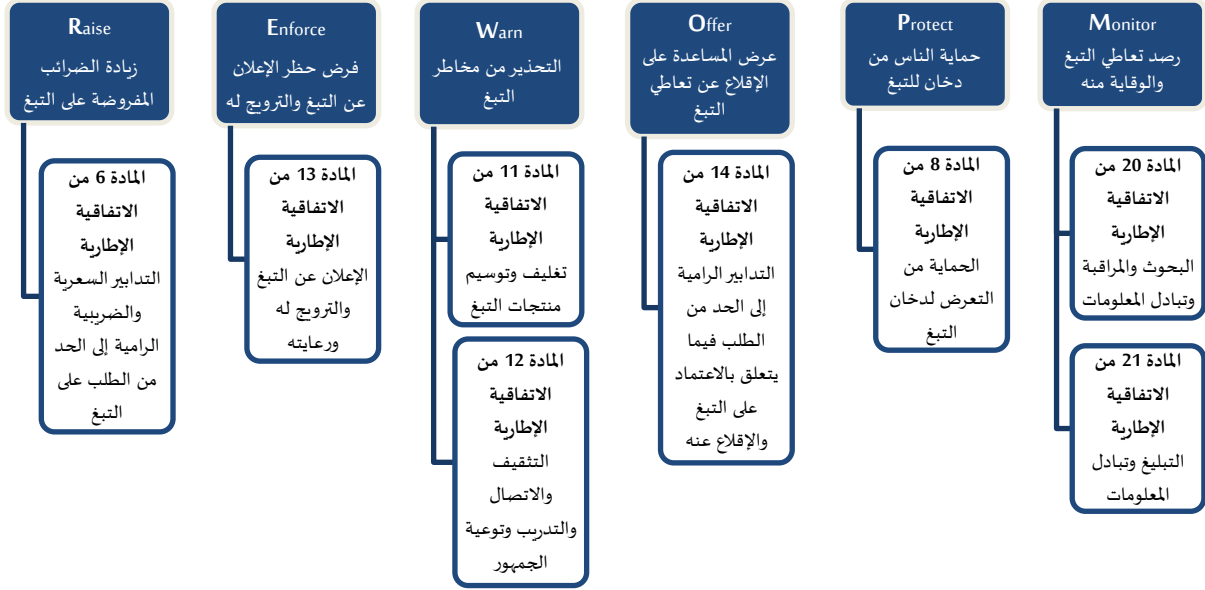 Monitor
رصد تعاطي التبغ
والوقاية منه
المادة 20 من
الاتفاقية
الإطارية
البحوث والمراقبة
وتبادل المعلومات
المادة 21 من
الاتفاقية
الإطارية
التبليغ وتبادل
المعلومات
Protect
حماية الناس من
دخان للتبغ
المادة 8 من
الاتفاقية
الإطارية
الحماية من
التعرض لدخان
التبغ
Offer
عرض المساعدة على
الإقلاع عن تعاطي
التبغ
المادة 14 من
الاتفاقية
الإطارية
التدابير الرامية
إلى الحد من
الطلب فيما
يتعلق بالاعتماد
على التبغ
والإقلاع عنه
Warn
التحذير من مخاطر
التبغ
المادة 11 من
الاتفاقية
الإطارية
تغليف وتوسيم
منتجات التبغ
المادة 12 من
الاتفاقية
الإطارية
التثقيف
والاتصال
والتدريب وتوعية
الجمهور
Enforce
فرض حظر الإعلان
عن التبغ والترويج له
المادة 13 من
الاتفاقية
الإطارية
الإعلان عن التبغ
والترويج له
ورعايته
Raise
زيادة الضرائب
المفروضة على التبغ
المادة 6 من
الاتفاقية
الإطارية
التدابير السعرية
والضريبية
الرامية إلى الحد
من الطلب على
التبغ